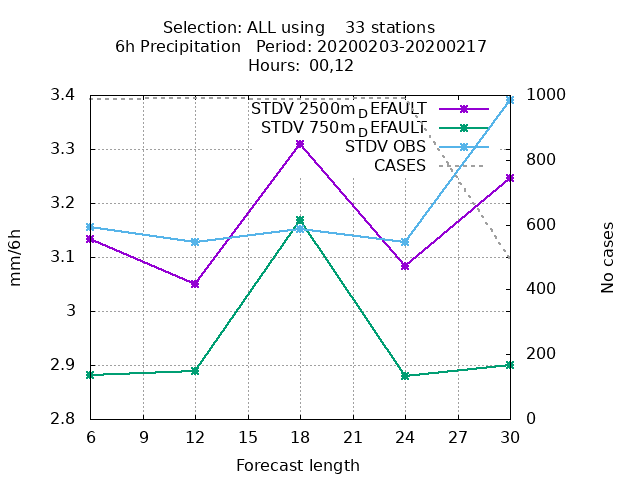 Selection: ALL using    33 stations
6h Precipitation   Period: 20200203-20200217
Hours: 00,12
3.4
3.3
3.2
3.1
3
2.9
2.8
mm/6h
STDV 2500m_DEFAULT
STDV 750m_DEFAULT
STDV OBS
CASES
1000
800
600
400
200
0
No cases
6 9 12 15 18 21 24 27 30
Forecast length